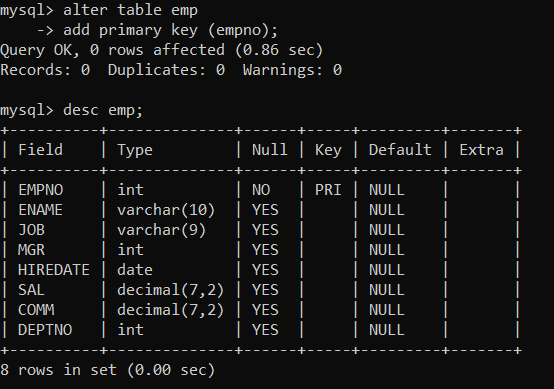 mysql> alter table emp
    -> add primary key (empno);
Query OK, 0 rows affected (0.86 sec)
Records: 0  Duplicates: 0  Warnings: 0

mysql> desc emp;
+----------+--------------+------+-----+---------+-------+
| Field    | Type         | Null | Key | Default | Extra |
+----------+--------------+------+-----+---------+-------+
| EMPNO    | int          | NO   | PRI | NULL    |       |
| ENAME    | varchar(10)  | YES  |     | NULL    |       |
| JOB      | varchar(9)   | YES  |     | NULL    |       |
| MGR      | int          | YES  |     | NULL    |       |
| HIREDATE | date         | YES  |     | NULL    |       |
| SAL      | decimal(7,2) | YES  |     | NULL    |       |
| COMM     | decimal(7,2) | YES  |     | NULL    |       |
| DEPTNO   | int          | YES  |     | NULL    |       |
+----------+--------------+------+-----+---------+-------+
8 rows in set (0.00 sec)